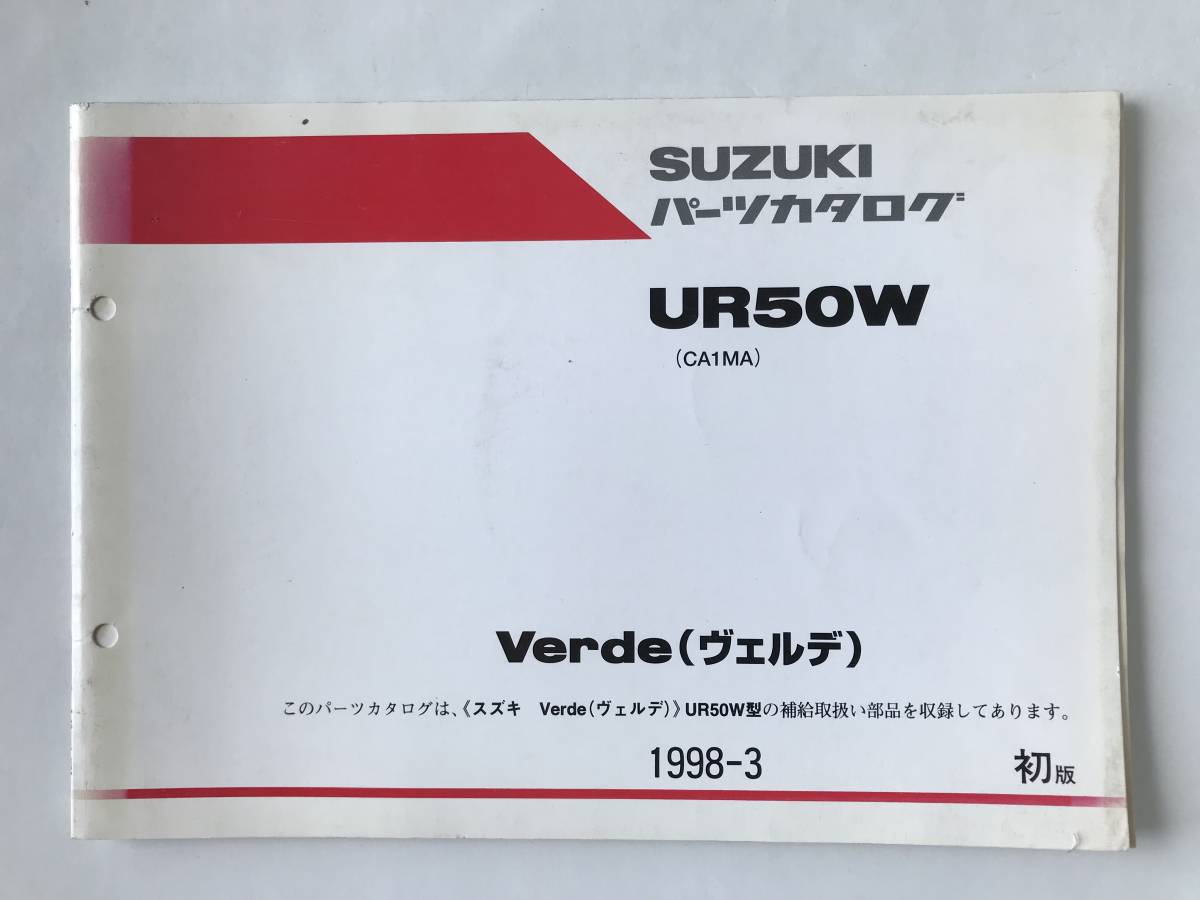 SUZUKI
パーツカタログ
UR50W
(CA1MA)
Verde(ヴェルデ)
このパーツカタログは、《スズキ Verde(ヴェルデ)》UR50W型の補給取扱い部品を収録してあります。
1998-3 初版